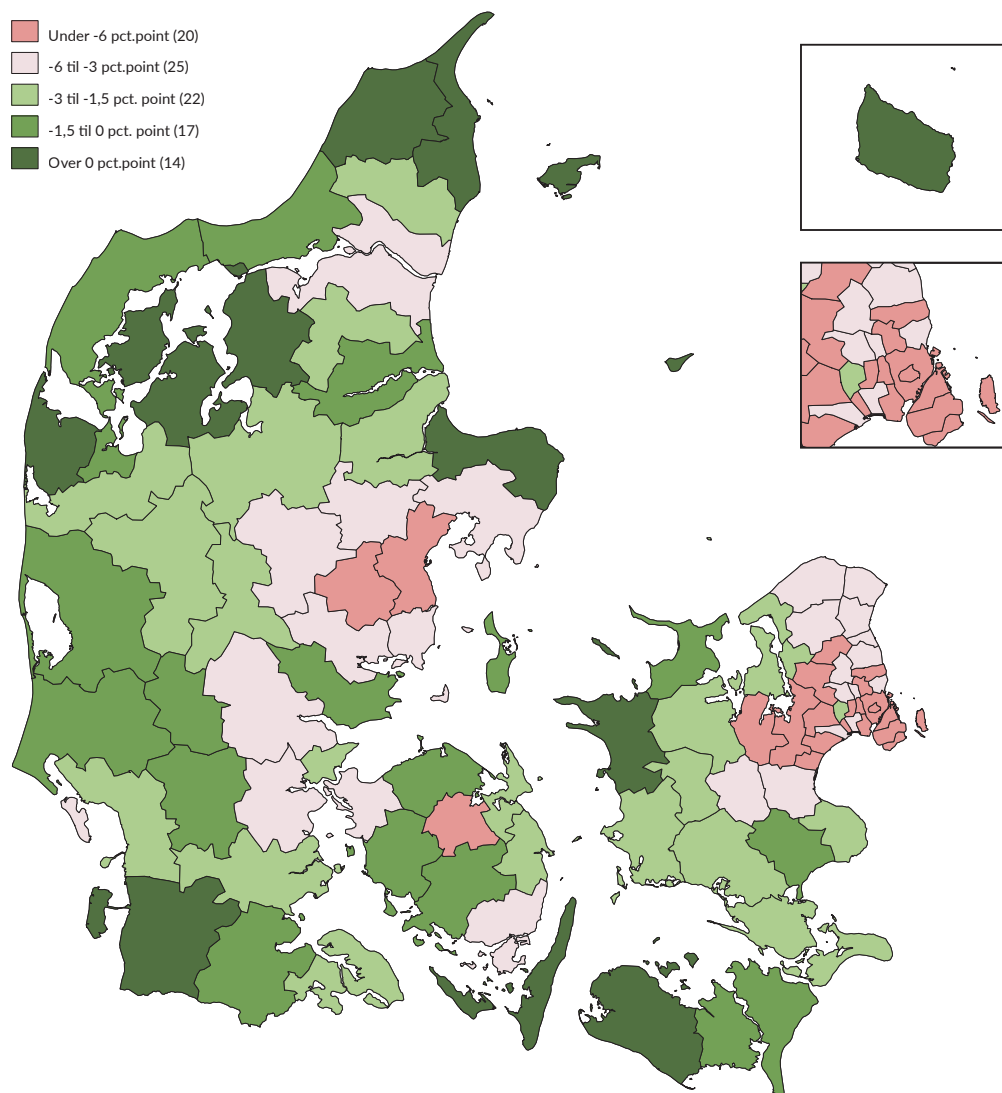 Under -6 pct.point (20)
-6 til -3 pct.point (25)
-3 til -1,5 pct. point (22)
-1,5 til 0 pct. point (17)
Over 0 pct.point (14)